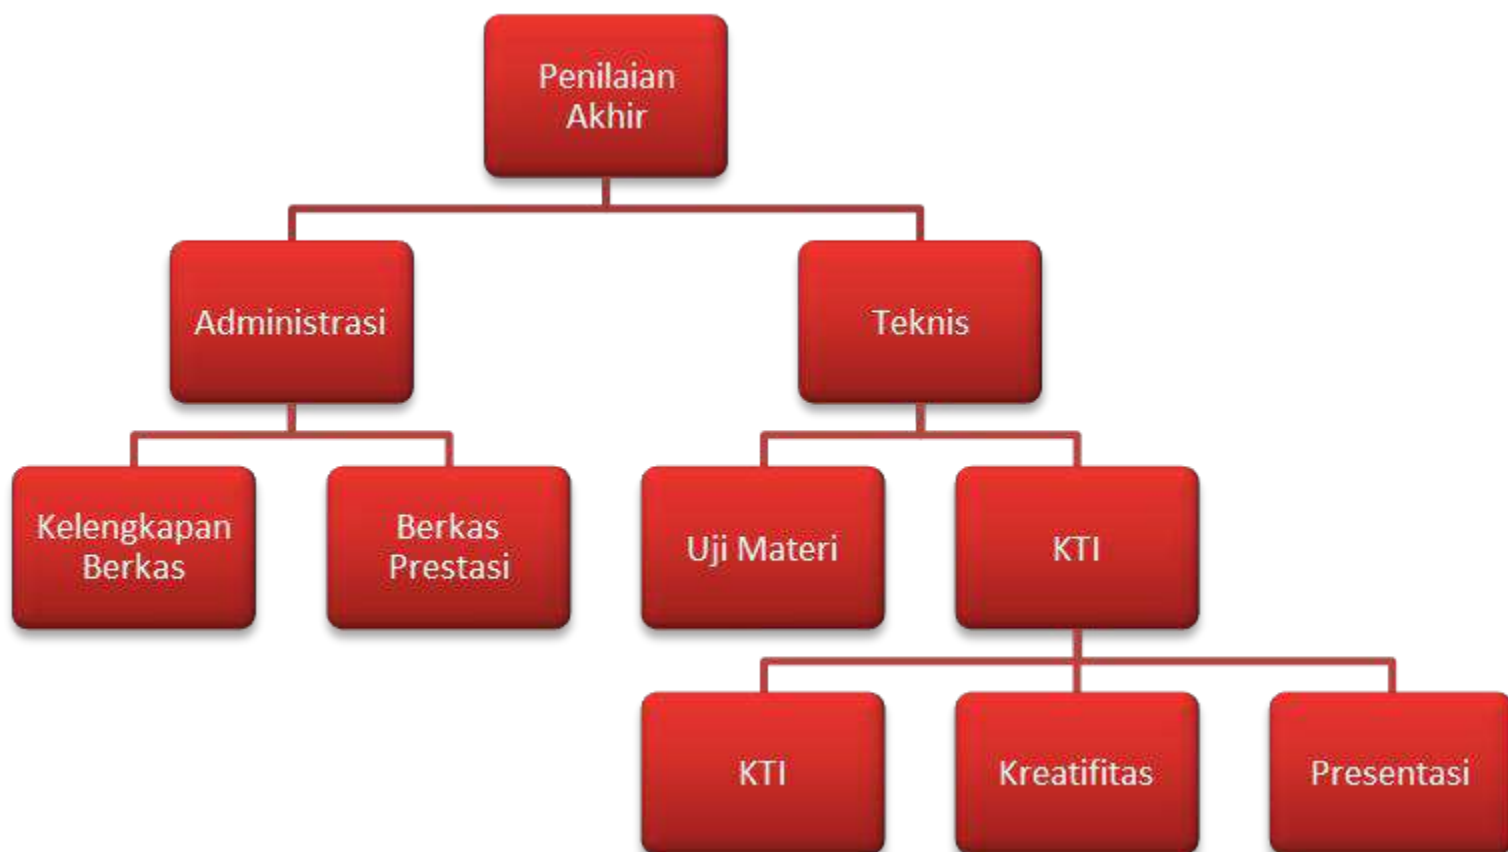 Penilaian
Akhir
Administrasi
Teknis
Kelengkapan
Berkas
Berkas
Prestasi
Uji Materi
KTI
KTI
Kreatifitas
Presentasi